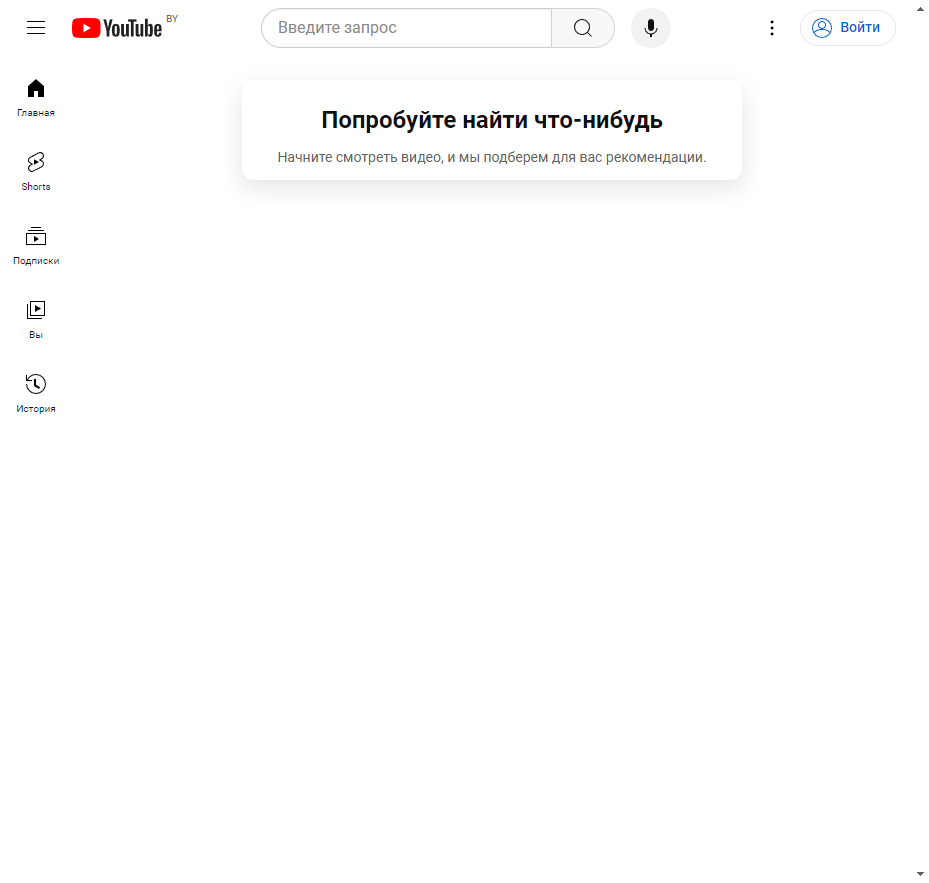 YouTube BY
Введите запрос
Войти
Главная
Shorts
Подписки
Вы
История
Попробуйте найти что-нибудь
Начните смотреть видео, и мы подберем для вас рекомендации.